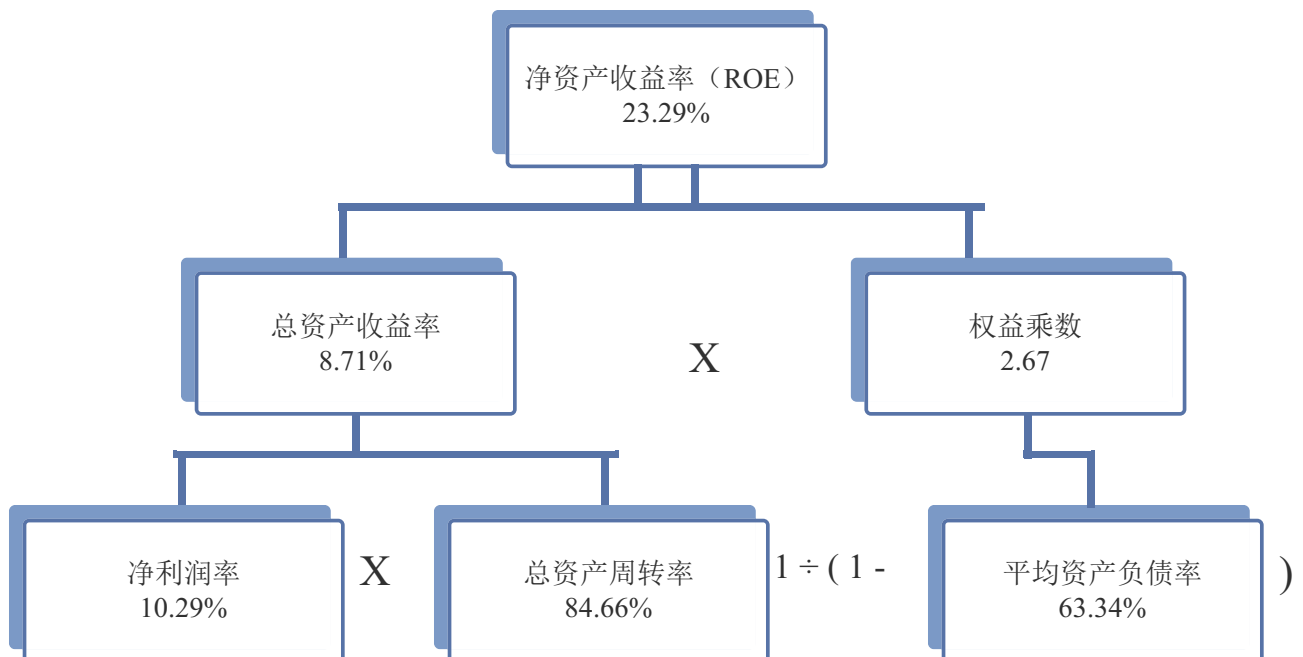 净资产收益率（ROE）
23.29%
总资产收益率
8.71%
X
权益乘数
2.67
净利润率
10.29%
X
总资产周转率
84.66%
1 ÷ ( 1 -
平均资产负债率
63.34%
)